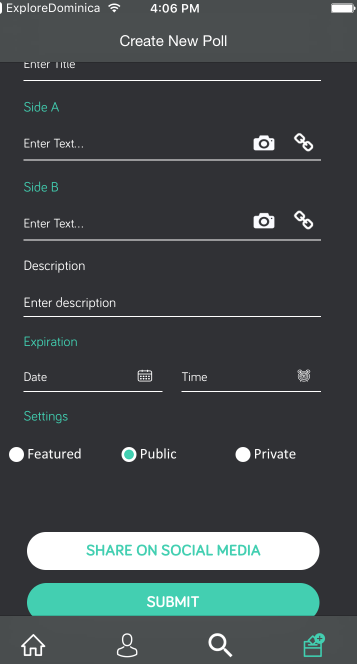 ExploreDominica 4:06 PM
Create New Poll
Enter Title
Side A
Enter Text...
Side B
Enter Text...
Description
Enter description
Expiration
Date Time
Settings
Featured Public Private
SHARE ON SOCIAL MEDIA
SUBMIT